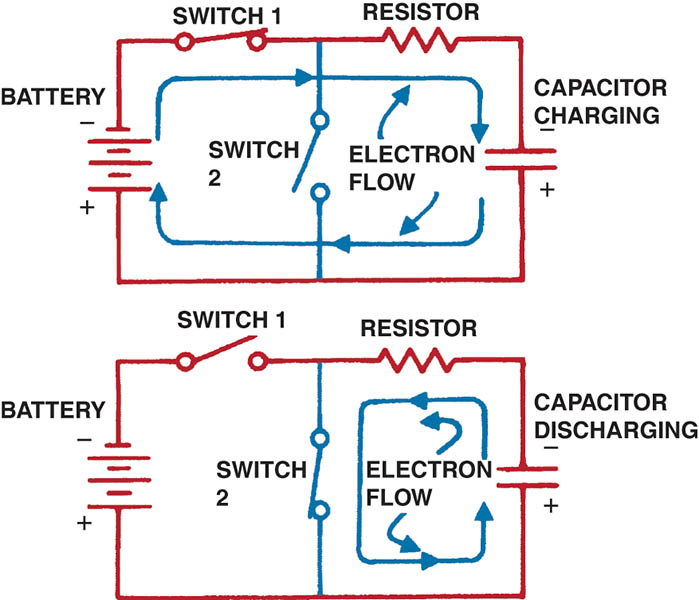 SWITCH 1
RESISTOR
BATTERY
−
+
SWITCH
2
ELECTRON
FLOW
CAPACITOR
CHARGING
−
+
SWITCH 1
RESISTOR
BATTERY
−
+
SWITCH
2
ELECTRON
FLOW
CAPACITOR
DISCHARGING
−
+